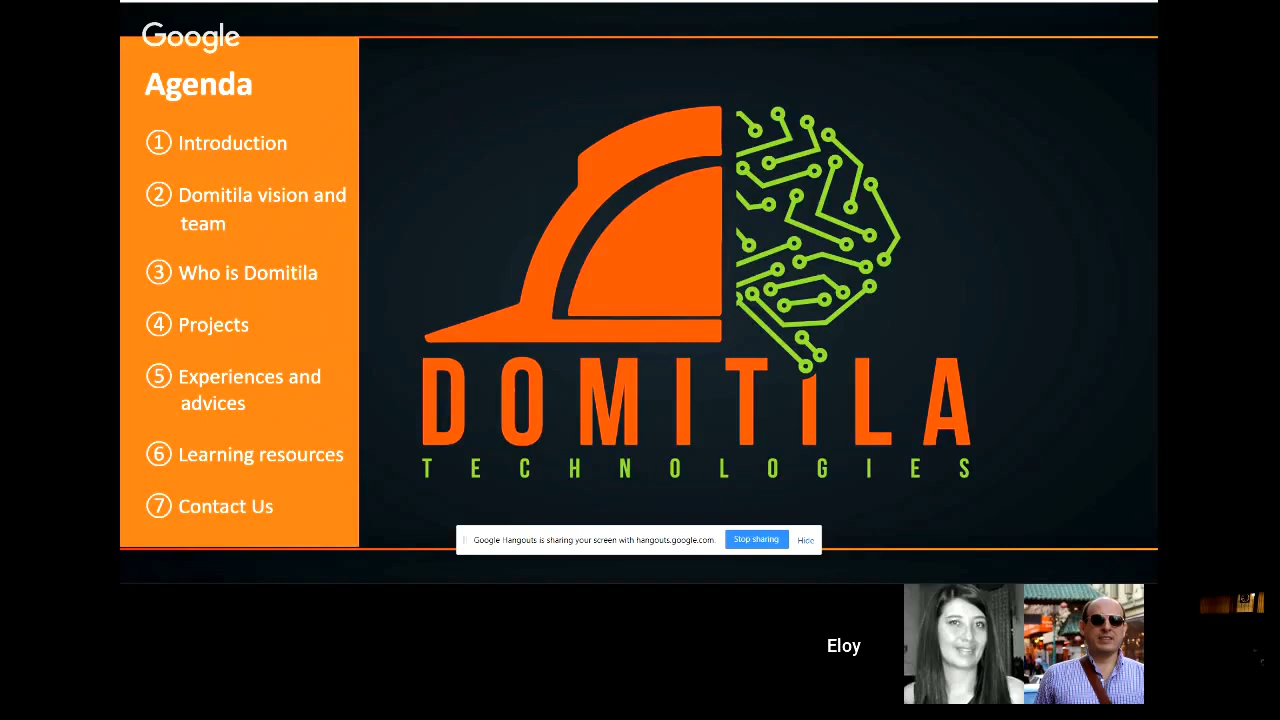 Google
Agenda
① Introduction
② Domitila vision and
team
③ Who is Domitila
④ Projects
⑤ Experiences and
advices
⑥ Learning resources
⑦ Contact Us
DOMITILA
TECHNOLOGIES
Google Hangouts is sharing your screen with hangouts.google.com.
Stop sharing
Hide
Eloy